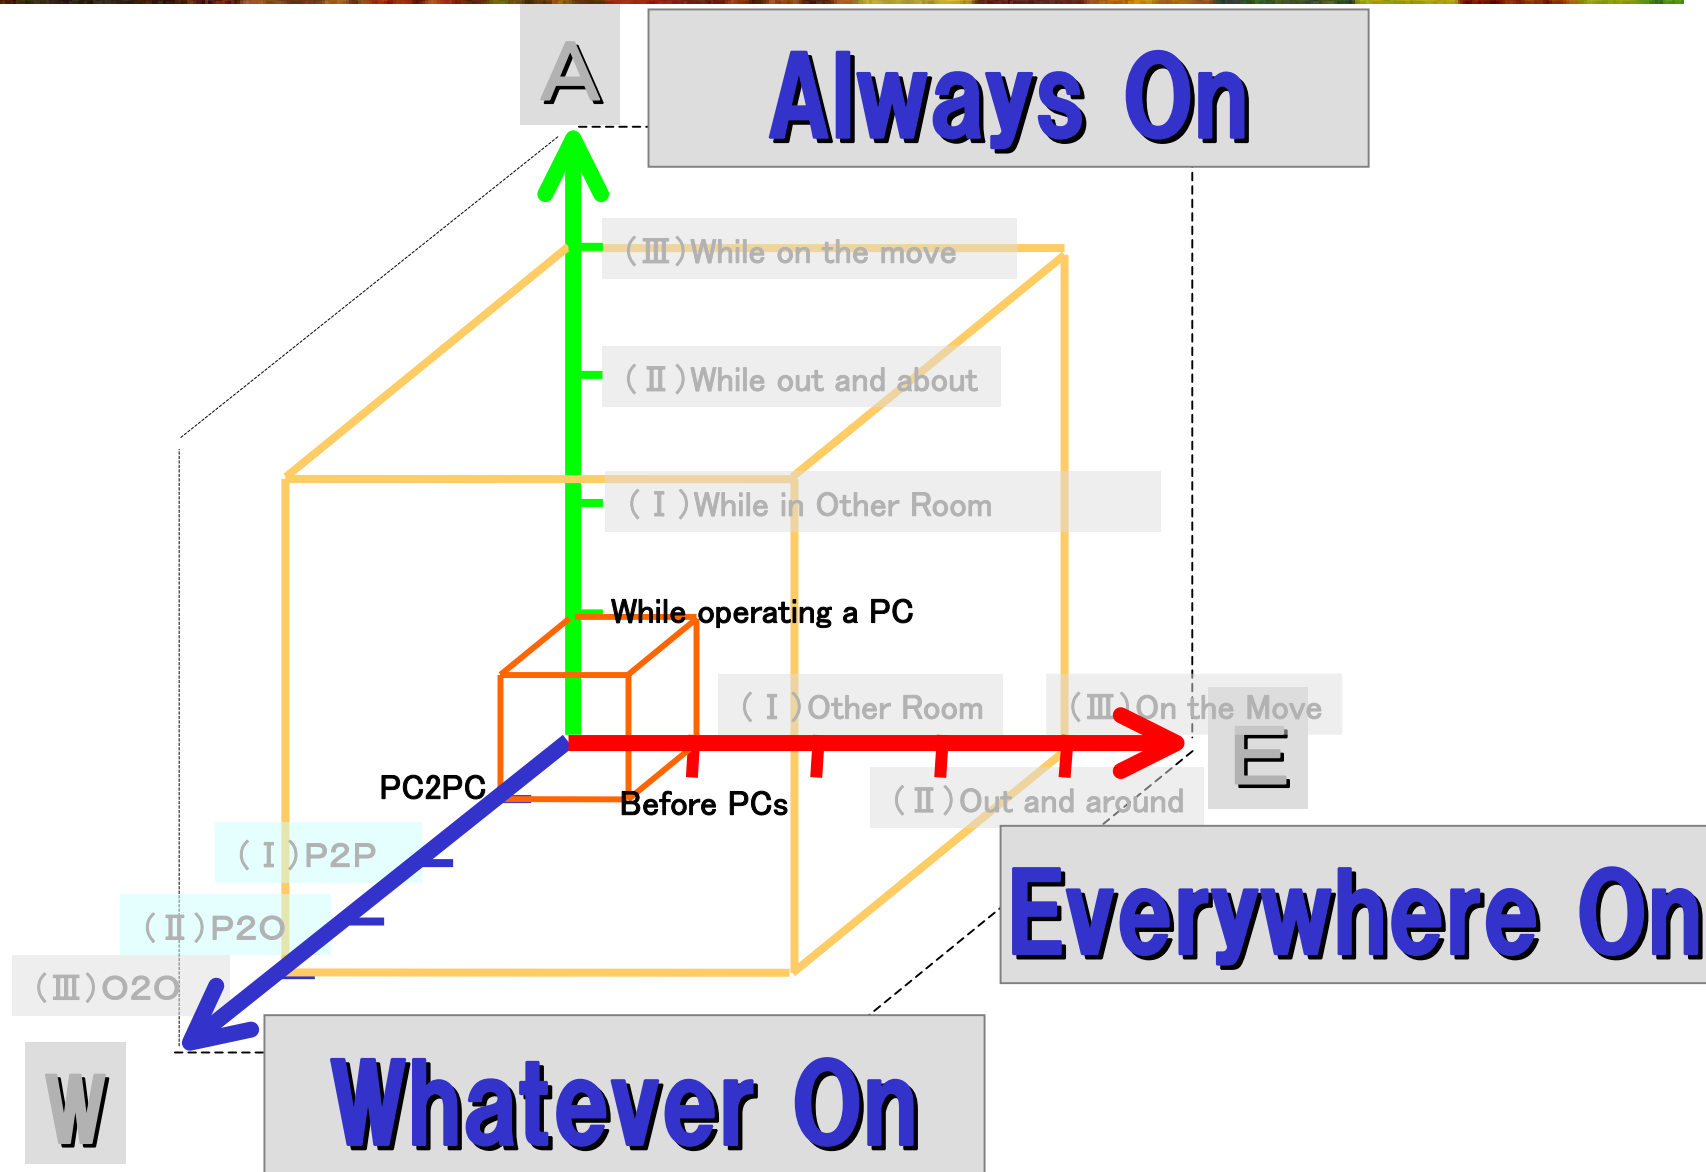 A
Always On
(Ⅲ)While on the move
(Ⅱ)While out and about
(Ⅰ)While in Other Room
While operating a PC
(Ⅰ)Other Room
(Ⅲ)On the Move
E
PC2PC
Before PCs
(Ⅱ)Out and around
(Ⅰ)P2P
(Ⅱ)P2O
Everywhere On
(Ⅲ)O2O
W
Whatever On